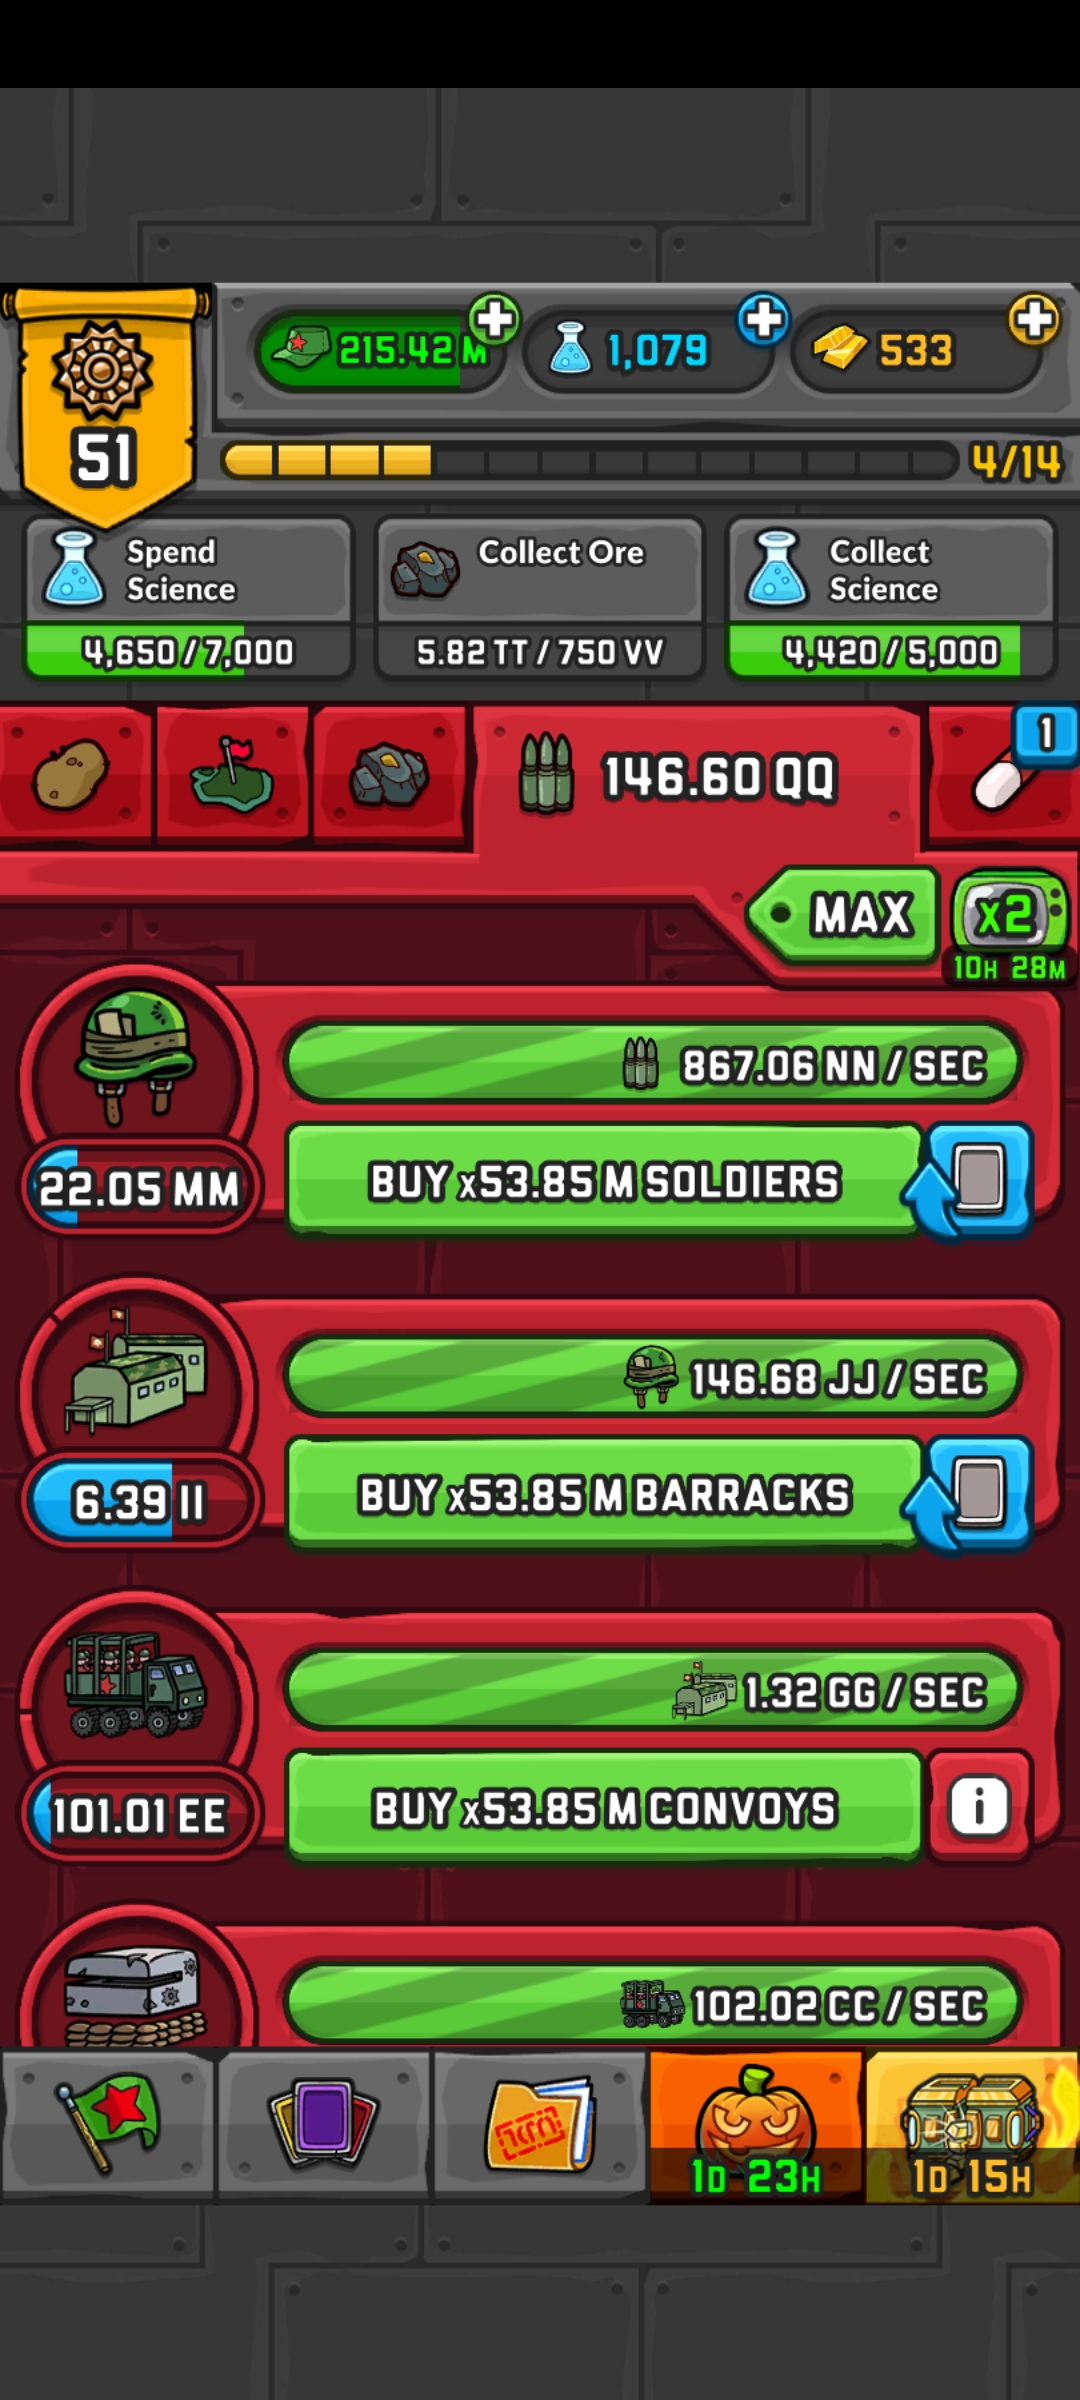 51
215.42 M
1,079
533
4/14
Spend
Science
4,650/7,000
Collect Ore
5.82 TT / 750 VV
Collect
Science
4,420/5,000
146.60 QQ
1
MAX
x2
10H 28M
867.06 NN / SEC
22.05 MM
BUY x53.85 M SOLDIERS
146.68 JJ / SEC
6.39 II
BUY x53.85 M BARRACKS
1.32 GG / SEC
101.01 EE
BUY x53.85 M CONVOYS
i
102.02 CC / SEC
1D 23H
1D 15H